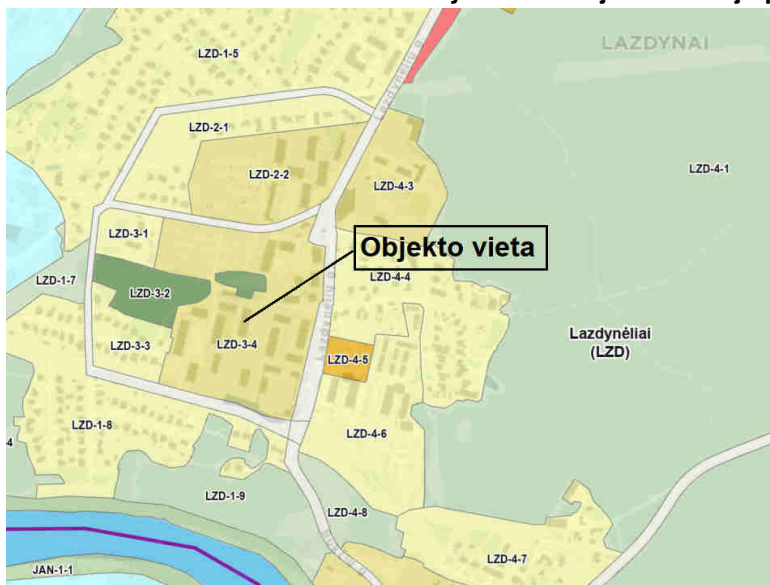 LAZDYNAI
LZD-1-5
Lazdynėlių g.
LZD-2-1
LZD-2-2
LZD-4-1
LZD-4-3
LZD-3-1
Objekto vieta
LZD-1-7
LZD-4-4
LZD-3-2
Lazdynėlių g.
Lazdynėliai
(LZD)
LZD-3-3
LZD-3-4
LZD-4-5
LZD-1-8
LZD-4-6
-4
LZD-1-9
LZD-4-8
LZD-4-7
JAN-1-1